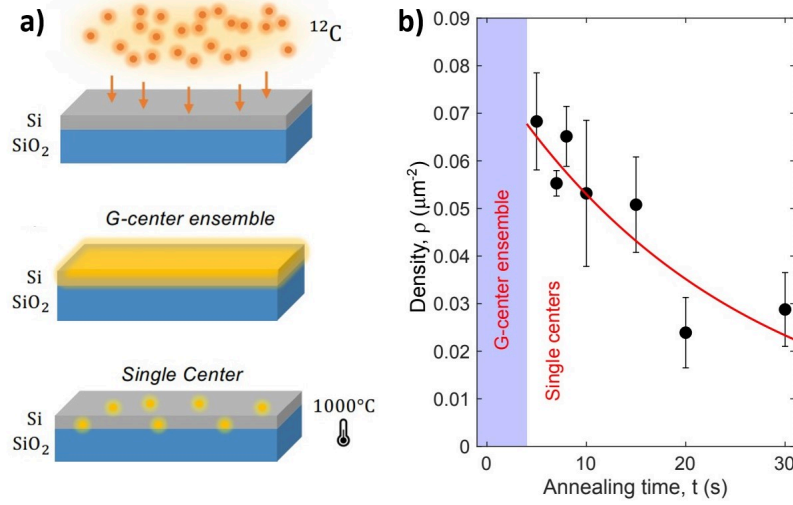 a)
¹²C
Si
SiO₂
G-center ensemble
Si
SiO₂
Single Center
Si
SiO₂
1000°C
b)
Density, ρ (μm⁻²)
0.09
0.08
0.07
0.06
0.05
0.04
0.03
0.02
0.01
0
G-center ensemble
Single centers
0
10
20
30
Annealing time, t (s)